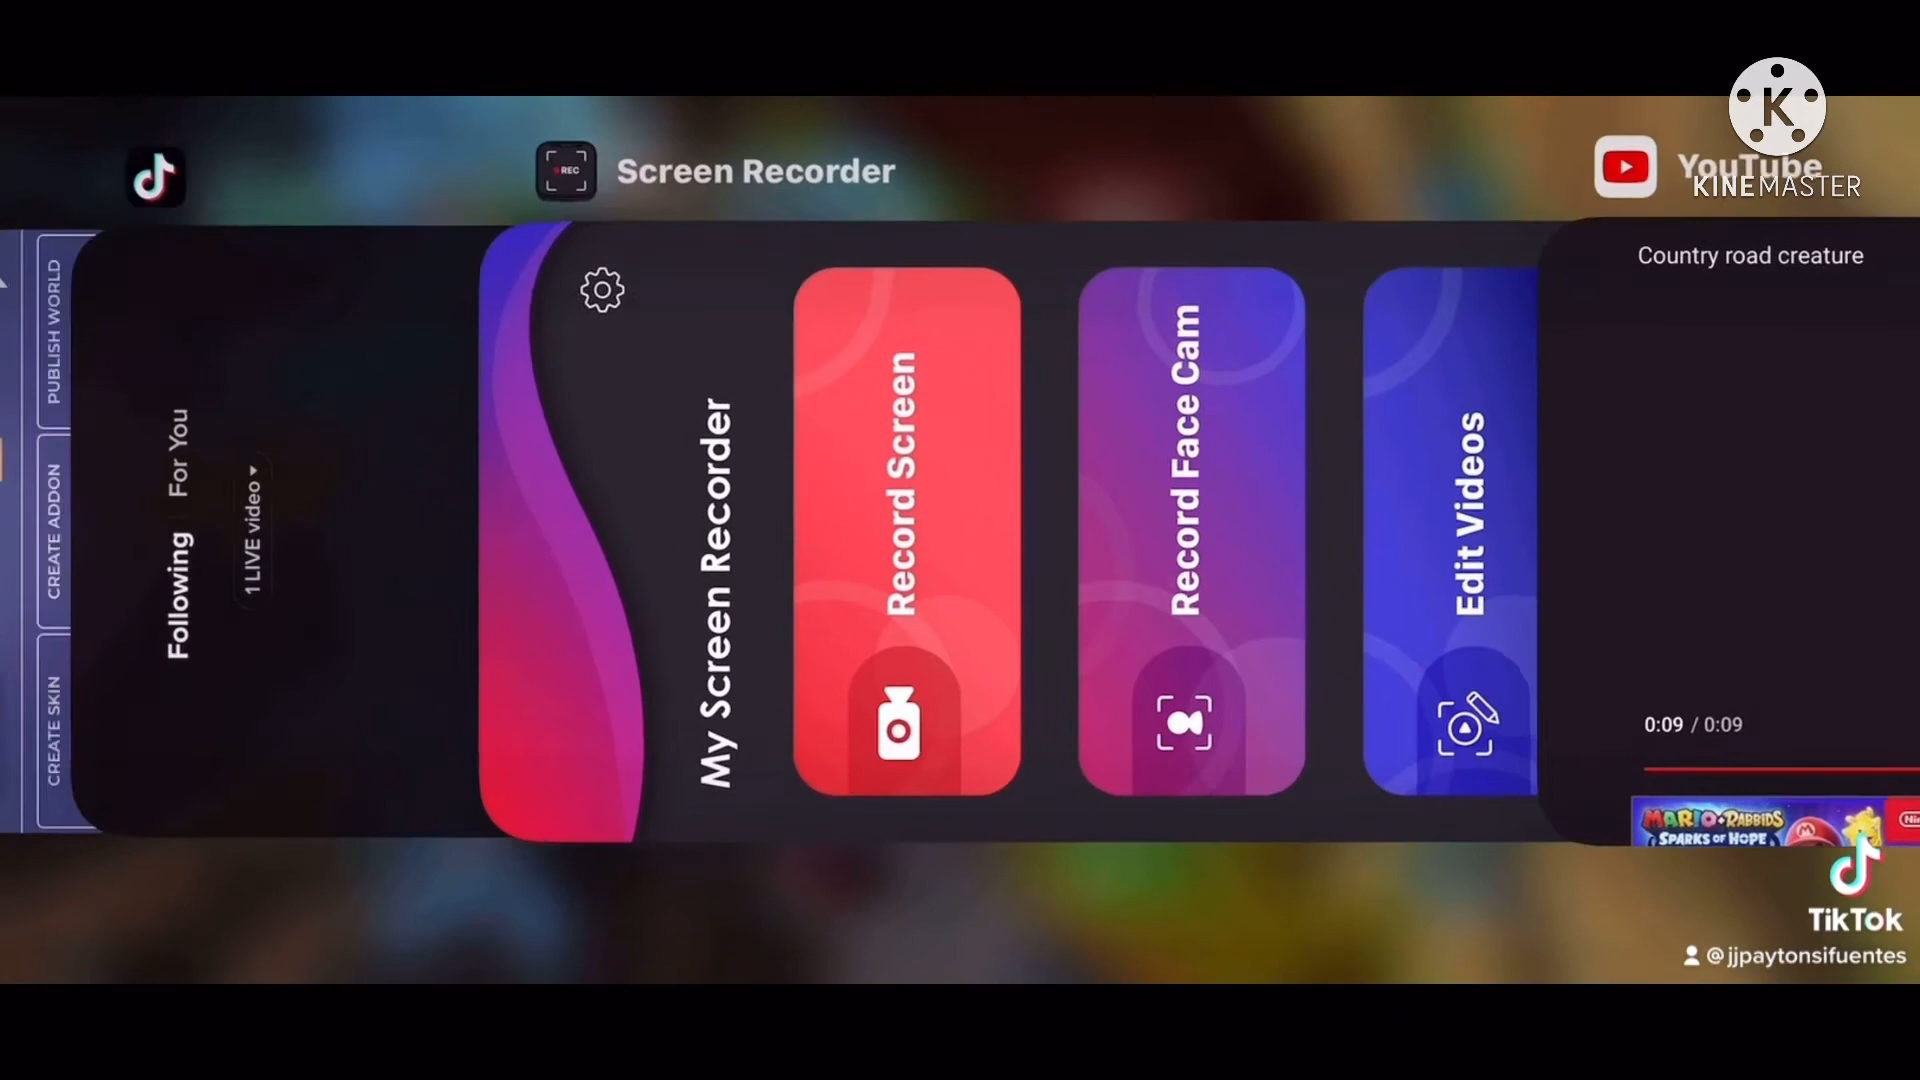 REC
Screen Recorder
YouTube
K
KINEMASTER
PUBLISH WORLD
CREATE ADDON
CREATE SKIN
Following | For You
1 LIVE video
My Screen Recorder
Record Screen
Record Face Cam
Edit Videos
Country road creature
0:09 / 0:09
MARIO+RABBIDS
SPARKS OF HOPE
TikTok
@jjpaytonsifuentes